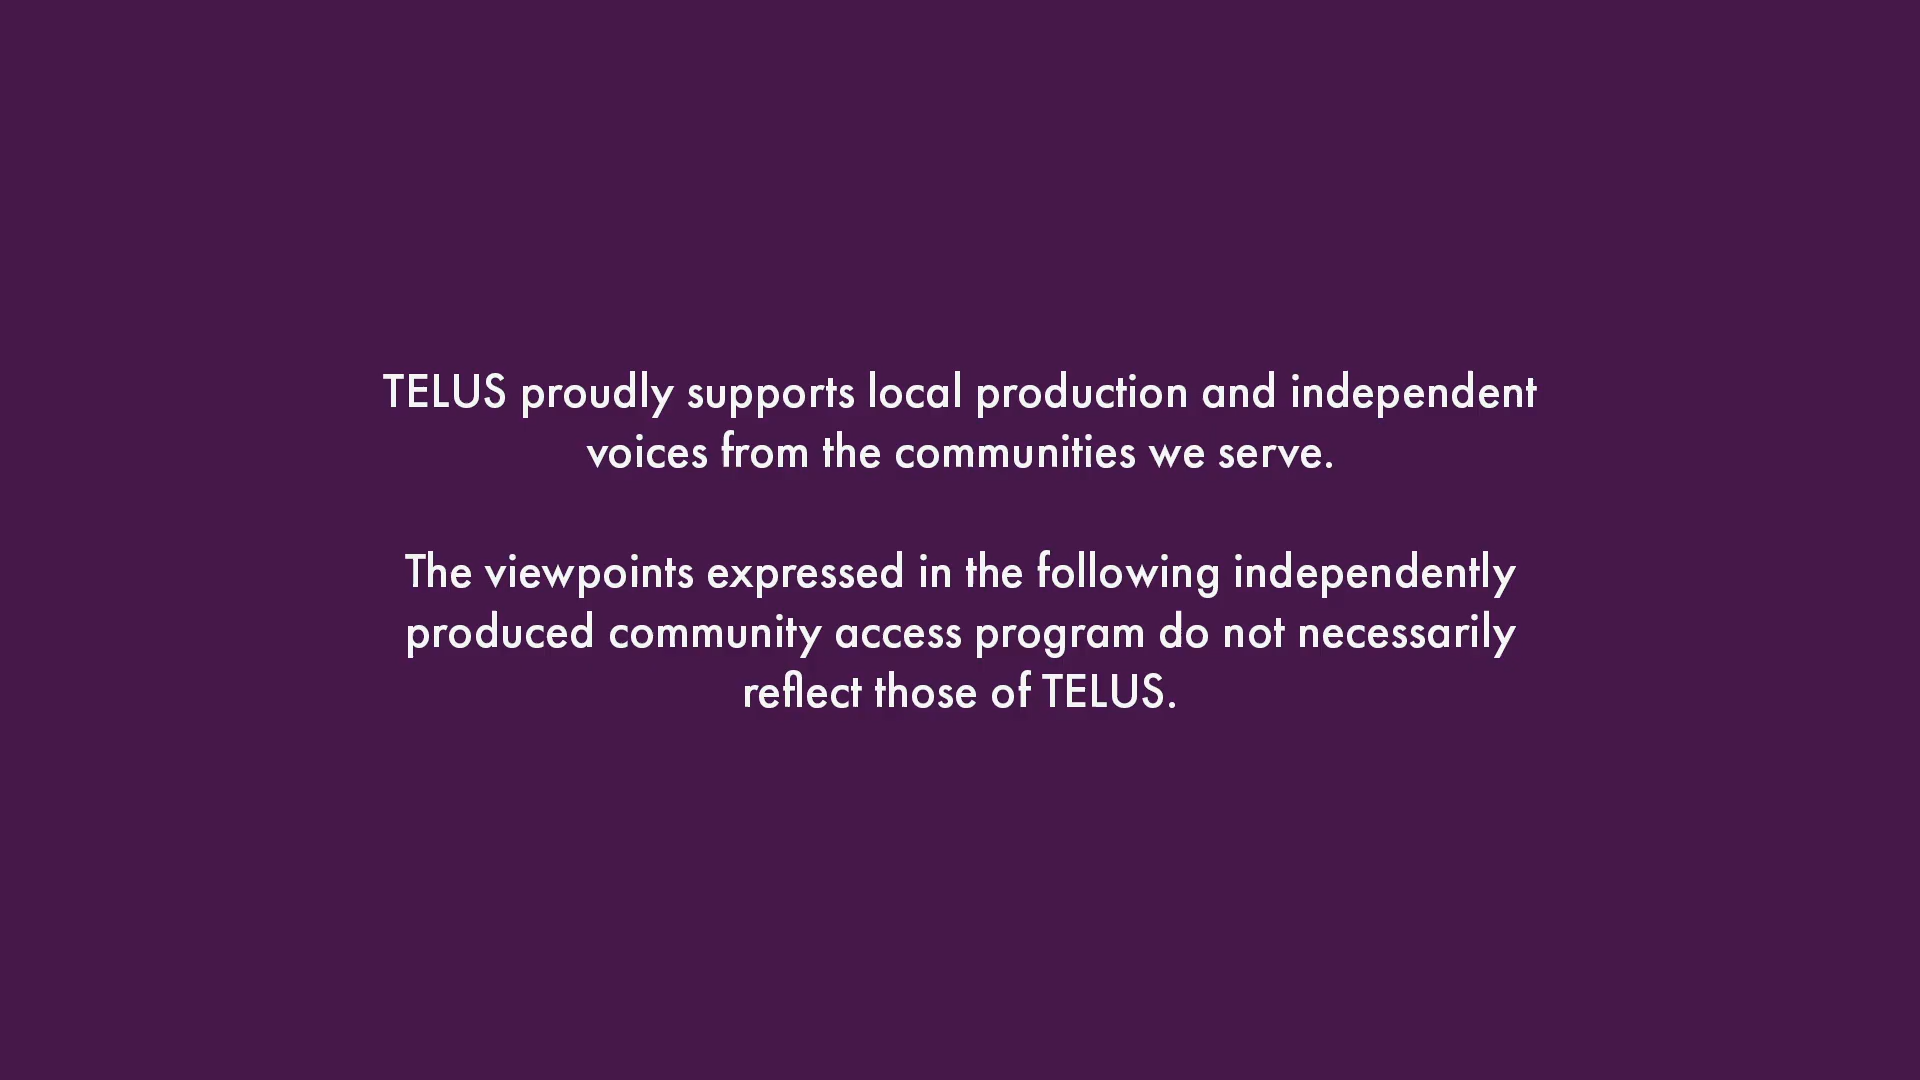 TELUS proudly supports local production and independent
voices from the communities we serve.
The viewpoints expressed in the following independently
produced community access program do not necessarily
reflect those of TELUS.